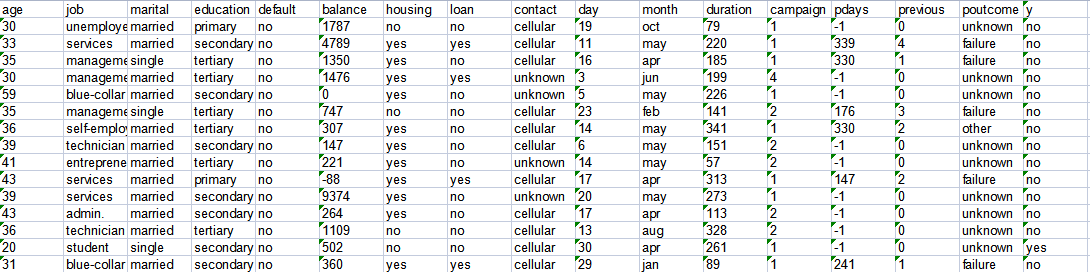 age job marital education default balance housing loan contact day month duration campaign pdays previous poutcome y
30 unemploye married primary no 1787 no no cellular 19 oct 79 1 -1 0 unknown no
33 services married secondary no 4789 yes yes cellular 11 may 220 1 339 4 failure no
35 manageme single tertiary no 1350 yes no cellular 16 apr 185 1 330 1 failure no
30 manageme married tertiary no 1476 yes yes unknown 3 jun 199 4 -1 0 unknown no
59 blue-collar married secondary no 0 yes no unknown 5 may 226 1 -1 0 unknown no
35 manageme single tertiary no 747 no no cellular 23 feb 141 2 176 3 failure no
36 self-employ married tertiary no 307 yes no cellular 14 may 341 1 330 2 other no
39 technician married secondary no 147 yes no cellular 6 may 151 2 -1 0 unknown no
41 entreprene married tertiary no 221 yes no unknown 14 may 57 2 -1 0 unknown no
43 services married primary no -88 yes yes cellular 17 apr 313 1 147 2 failure no
39 services married secondary no 9374 yes no unknown 20 may 273 1 -1 0 unknown no
43 admin. married secondary no 264 yes no cellular 17 apr 113 2 -1 0 unknown no
36 technician married tertiary no 1109 no no cellular 13 aug 328 2 -1 0 unknown no
20 student single secondary no 502 no no cellular 30 apr 261 1 -1 0 unknown yes
31 blue-collar married secondary no 360 yes yes cellular 29 jan 89 1 241 1 failure no